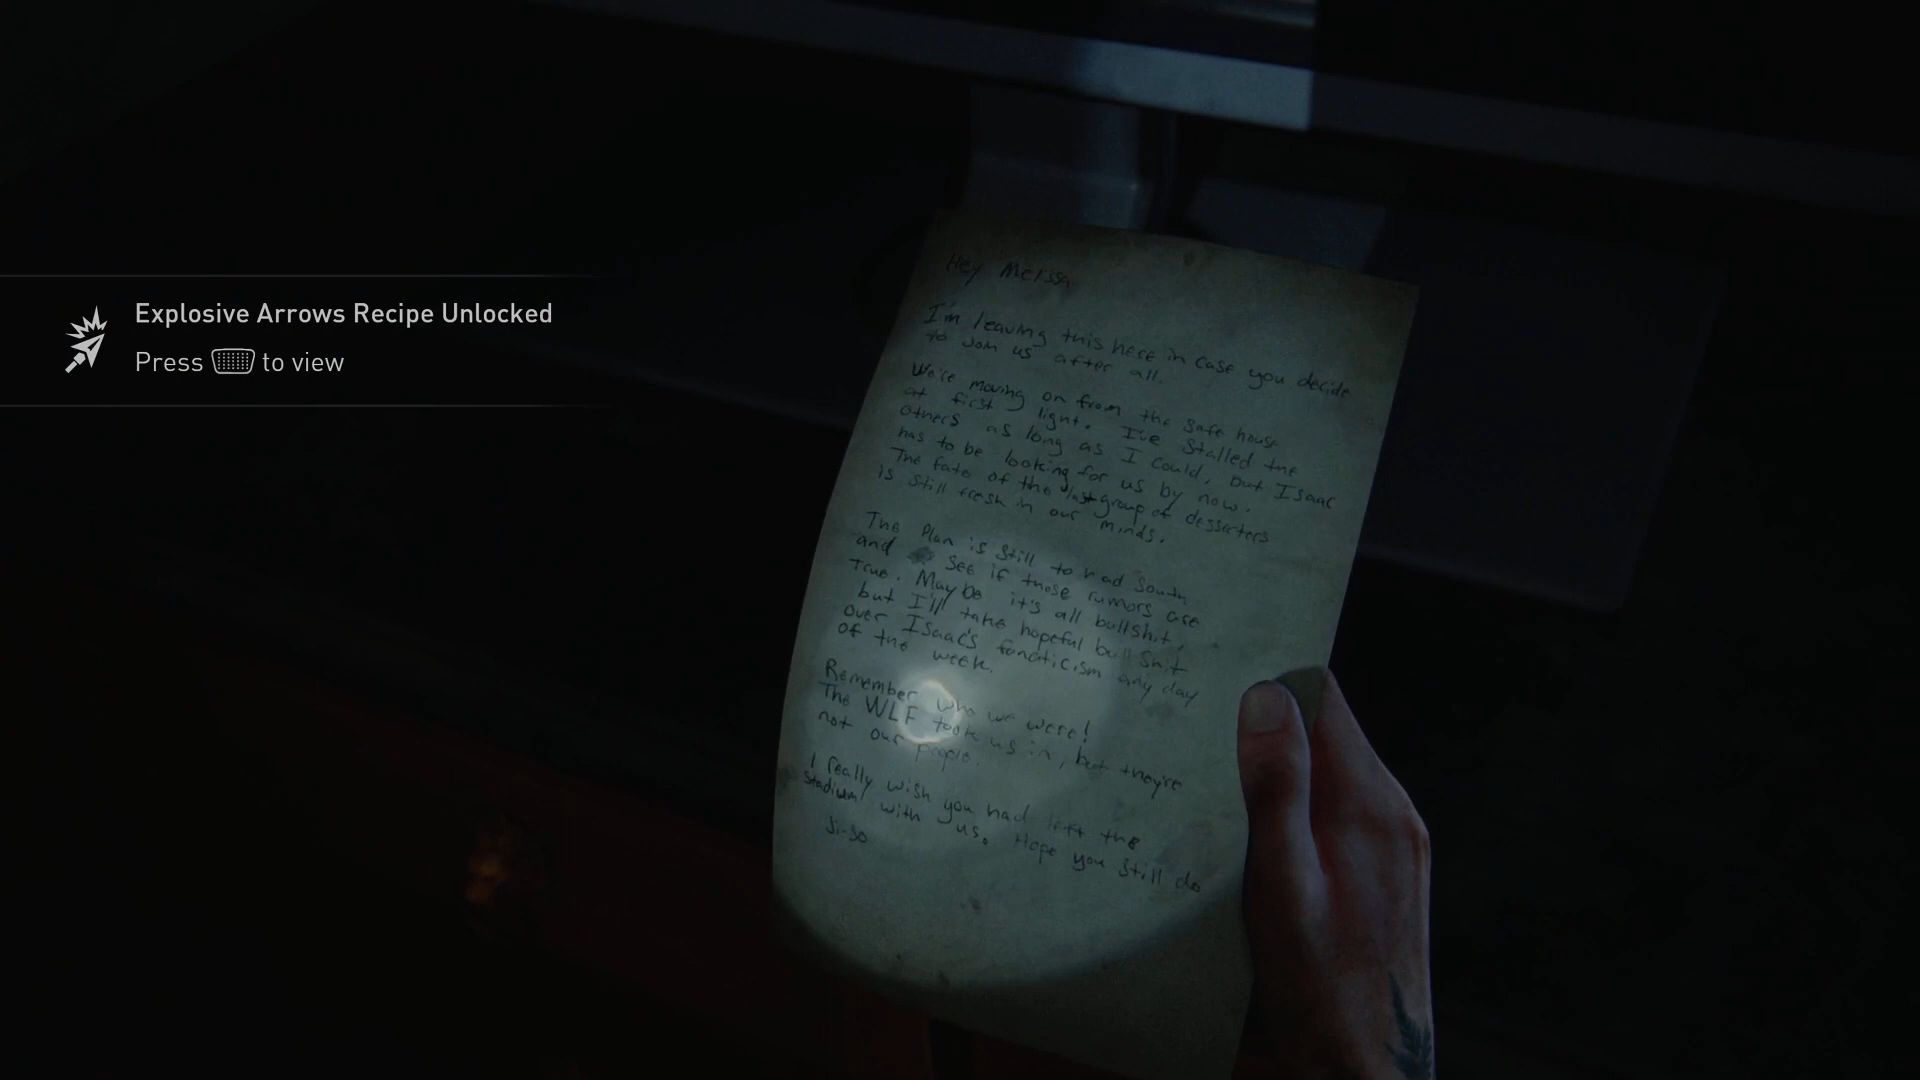 Explosive Arrows Recipe Unlocked
Press to view
Hey Melissa
I'm leaving this here in case you decide
to join us after all.
We're moving on from the safe house
at first light. I've stalled the
others as long as I could, but Isaac
has to be looking for us by now.
The fate of the last group of desserters
is still fresh in our minds.
The Plan is still to had south
and see if those rumors are
true. Maybe it's all bullshit,
but I'll take hopeful bullshit
over Isaac's fanaticism any day
of the week.
Remember who we were!
The WLF took us in, but they're
not our people.
I really wish you had left the
stadium with us. Hope you still do
Ji-So